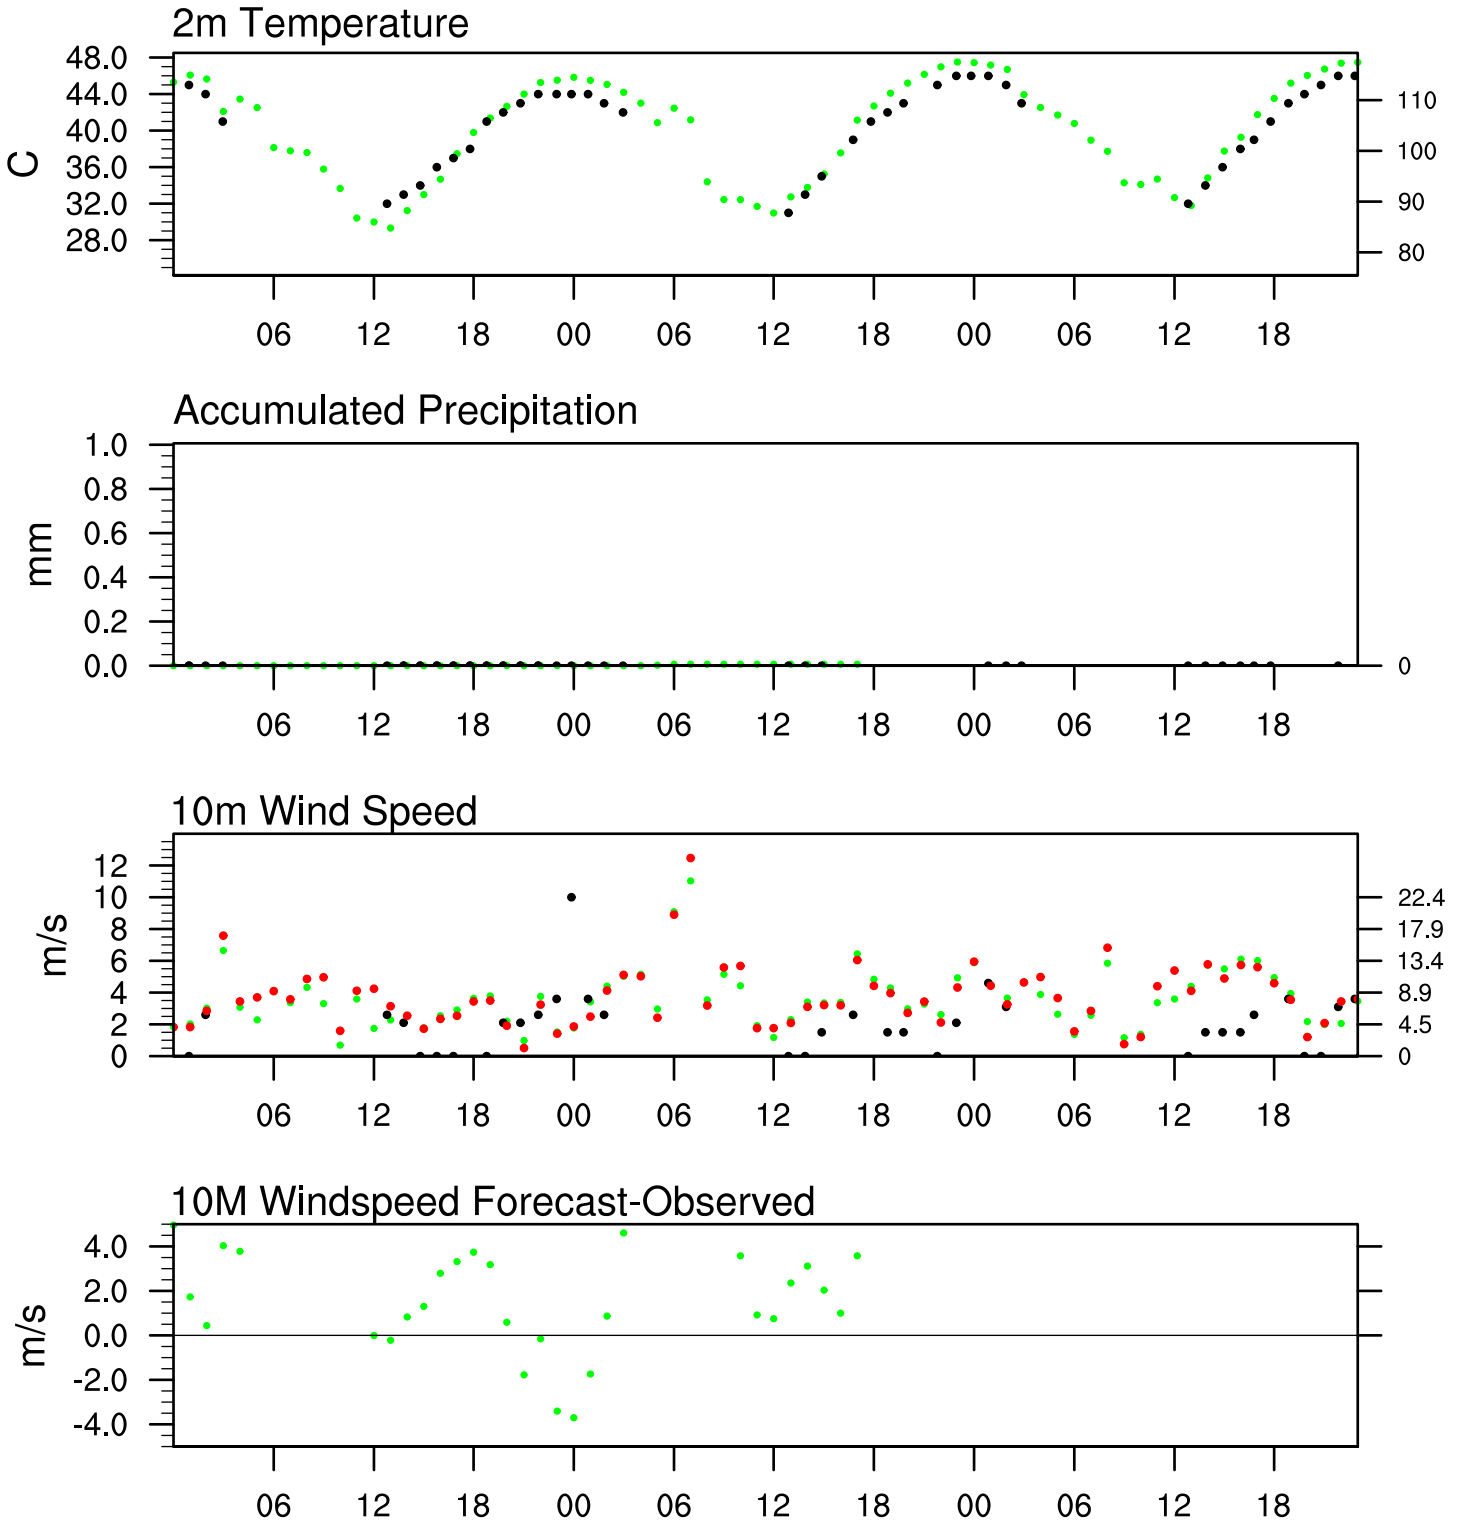 2m Temperature
48.0
44.0
40.0
36.0
32.0
28.0
C
110
100
90
80
06 12 18 00 06 12 18 00 06 12 18
Accumulated Precipitation
1.0
0.8
0.6
0.4
0.2
0.0
mm
0
06 12 18 00 06 12 18 00 06 12 18
10m Wind Speed
12
10
8
6
4
2
0
m/s
22.4
17.9
13.4
8.9
4.5
0
06 12 18 00 06 12 18 00 06 12 18
10M Windspeed Forecast-Observed
4.0
2.0
0.0
-2.0
-4.0
m/s
06 12 18 00 06 12 18 00 06 12 18